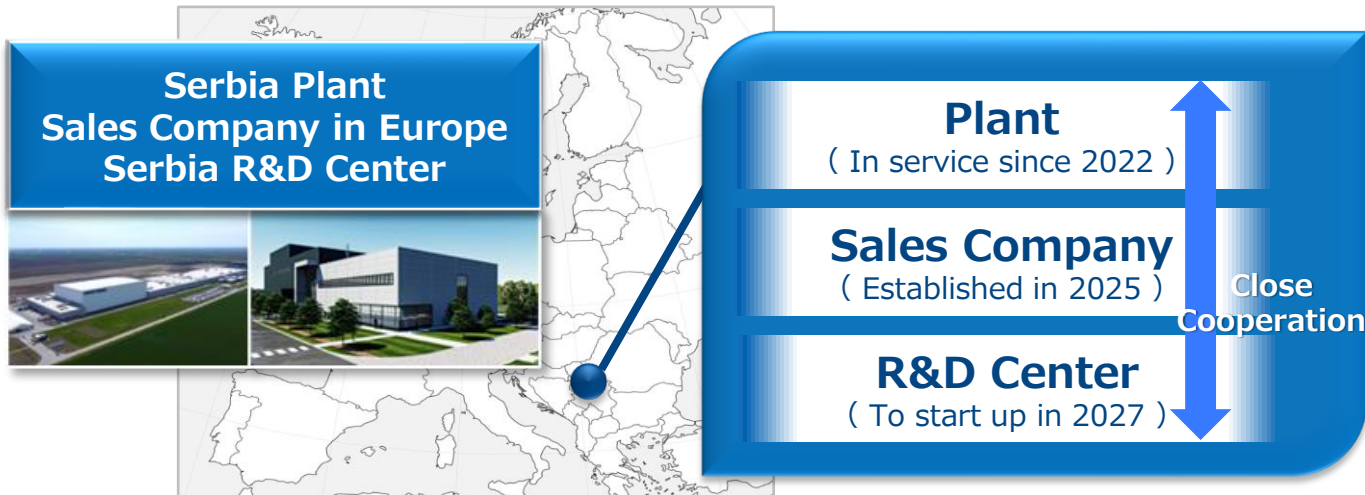 Serbia Plant
Sales Company in Europe
Serbia R&D Center
Plant
( In service since 2022 )
Sales Company
( Established in 2025 )
R&D Center
( To start up in 2027 )
Close
Cooperation